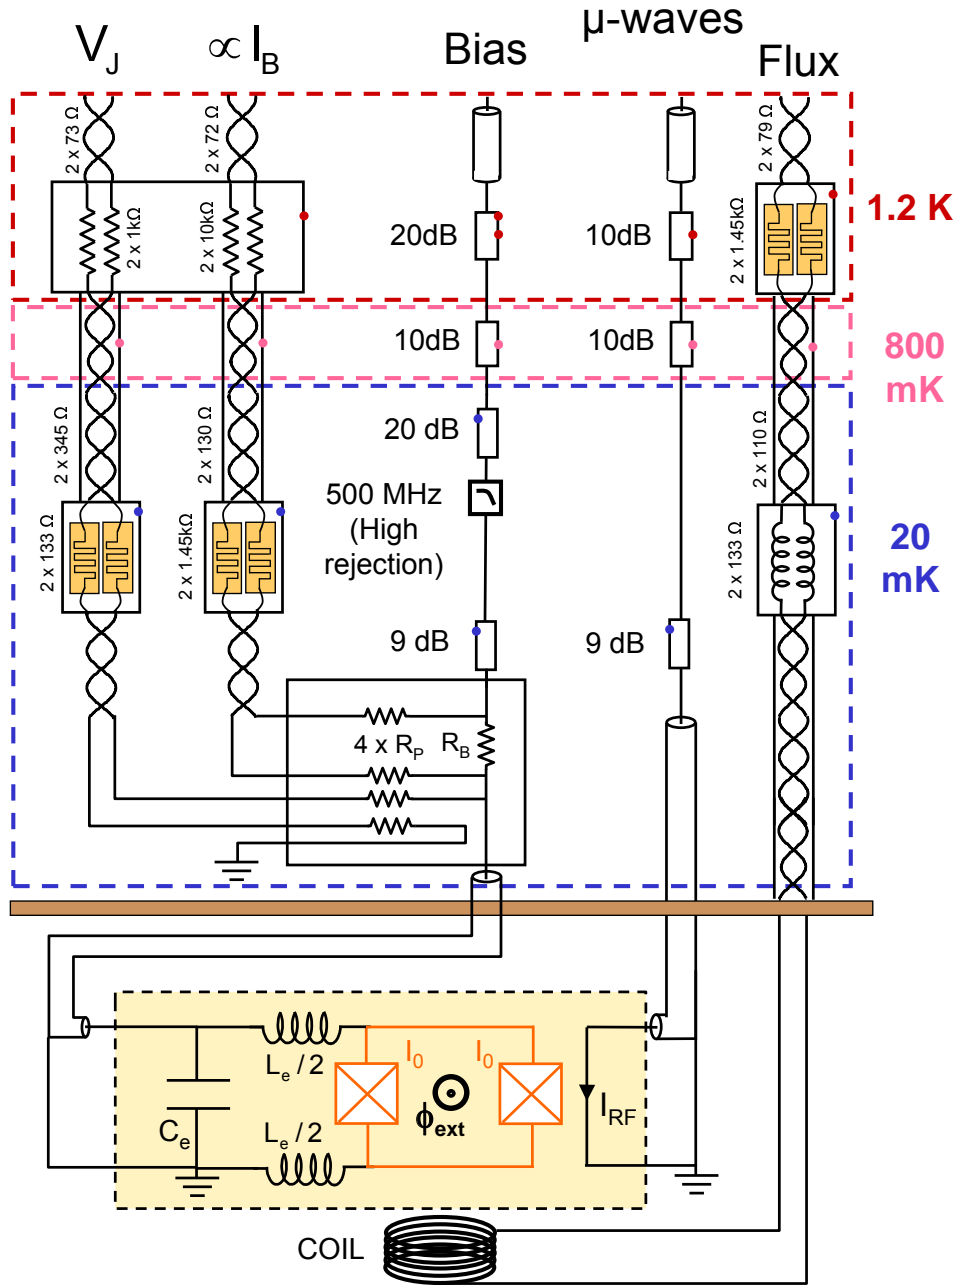 V_J
∝ I_B
Bias
μ-waves
Flux
2 x 73 Ω
2 x 72 Ω
2 x 79 Ω
2 x 1kΩ
2 x 10kΩ
20dB
10dB
2 x 1.45kΩ
1.2 K
10dB
10dB
800
mK
2 x 345 Ω
2 x 130 Ω
20 dB
2 x 110 Ω
500 MHz
(High
rejection)
2 x 133 Ω
2 x 1.45kΩ
2 x 133 Ω
20
mK
9 dB
9 dB
4 x R_P
R_B
L_e / 2
I_0
I_0
ϕ_ext
I_RF
C_e
L_e / 2
COIL